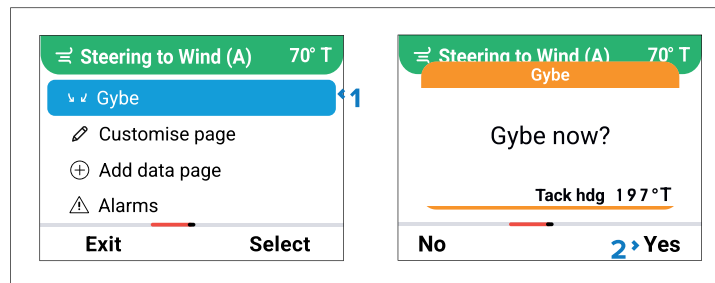 Steering to Wind (A) 70° T
Gybe
1
Customise page
Add data page
Alarms
Exit Select
Steering to Wind (A) 70° T
Gybe
Gybe now?
Tack hdg 197°T
No 2 Yes